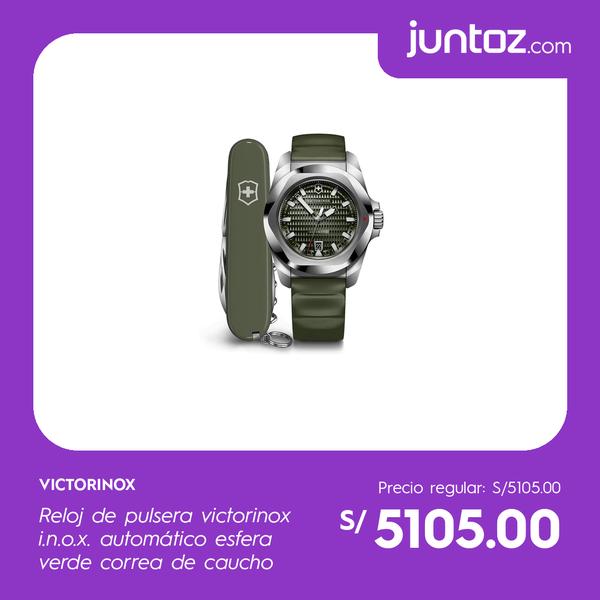 juntoz.com
VICTORINOX
Reloj de pulsera victorinox
i.n.o.x. automático esfera
verde correa de caucho
Precio regular: S/5105.00
S/ 5105.00